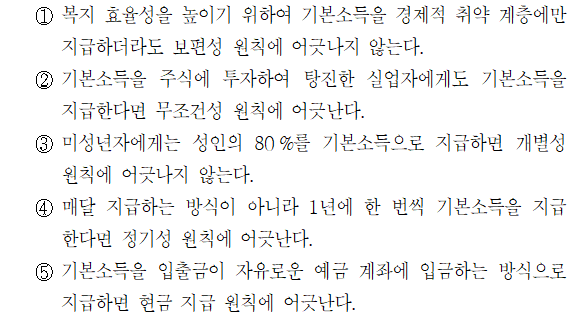 ① 복지 효율성을 높이기 위하여 기본소득을 경제적 취약 계층에만
지급하더라도 보편성 원칙에 어긋나지 않는다.
② 기본소득을 주식에 투자하여 탕진한 실업자에게도 기본소득을
지급한다면 무조건성 원칙에 어긋난다.
③ 미성년자에게는 성인의 80%를 기본소득으로 지급하면 개별성
원칙에 어긋나지 않는다.
④ 매달 지급하는 방식이 아니라 1년에 한 번씩 기본소득을 지급
한다면 정기성 원칙에 어긋난다.
⑤ 기본소득을 입출금이 자유로운 예금 계좌에 입금하는 방식으로
지급하면 현금 지급 원칙에 어긋난다.